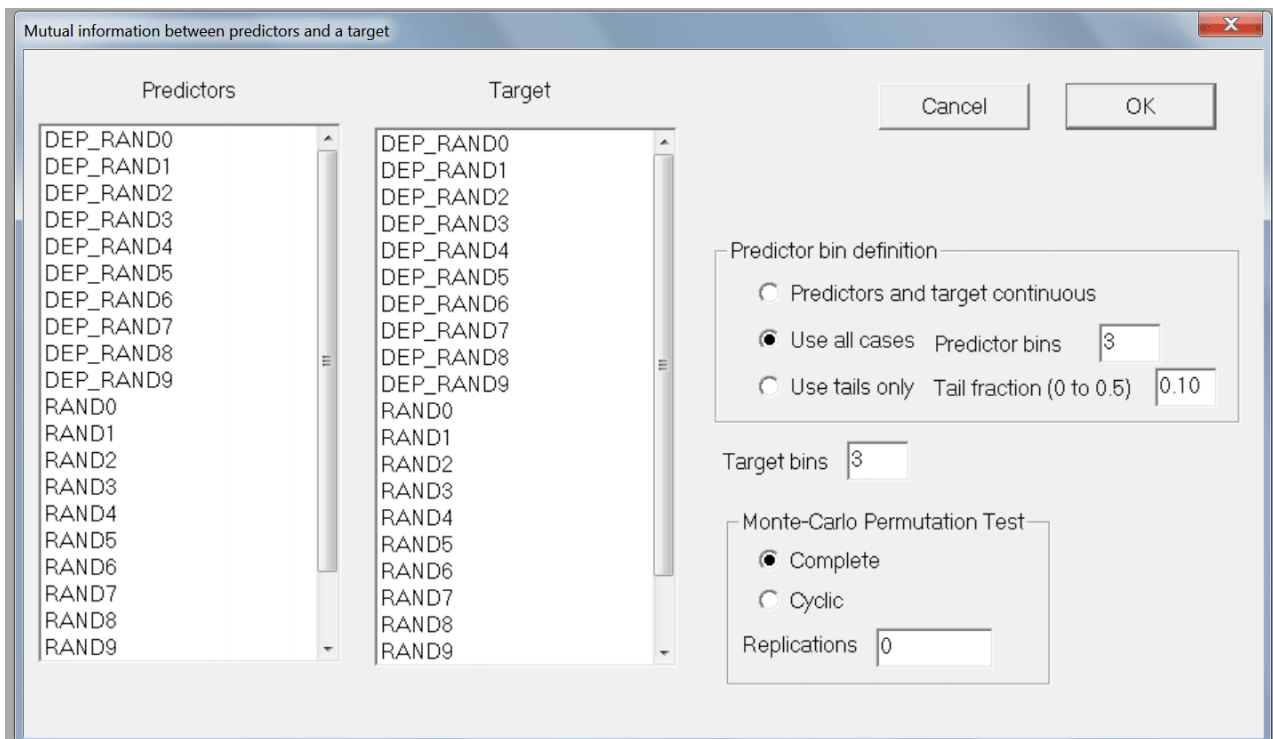 Mutual information between predictors and a target
Predictors
Target
Cancel
OK
DEP_RAND0
DEP_RAND1
DEP_RAND2
DEP_RAND3
DEP_RAND4
DEP_RAND5
DEP_RAND6
DEP_RAND7
DEP_RAND8
DEP_RAND9
RAND0
RAND1
RAND2
RAND3
RAND4
RAND5
RAND6
RAND7
RAND8
RAND9
DEP_RAND0
DEP_RAND1
DEP_RAND2
DEP_RAND3
DEP_RAND4
DEP_RAND5
DEP_RAND6
DEP_RAND7
DEP_RAND8
DEP_RAND9
RAND0
RAND1
RAND2
RAND3
RAND4
RAND5
RAND6
RAND7
RAND8
RAND9
Predictor bin definition
Predictors and target continuous
Use all cases Predictor bins 3
Use tails only Tail fraction (0 to 0.5) 0.10
Target bins 3
Monte-Carlo Permutation Test
Complete
Cyclic
Replications 0